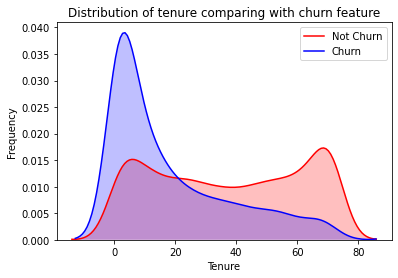 Distribution of tenure comparing with churn feature
0.040
0.035
0.030
0.025
0.020
0.015
0.010
0.005
0.000
Frequency
Not Churn
Churn
0 20 40 60 80
Tenure